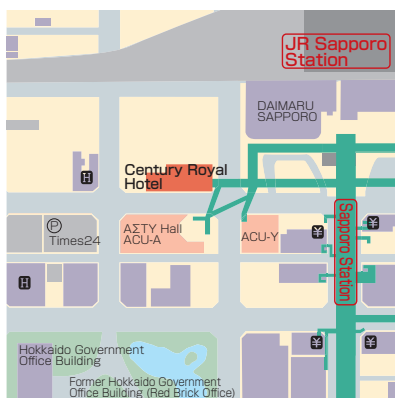 JR Sapporo
Station
DAIMARU
SAPPORO
Century Royal
Hotel
H
P
Times24
ΑΣΤΥ Hall
ACU-A
ACU-Y
¥
¥
Sapporo Station
H
¥
¥
Hokkaido Government
Office Building
Former Hokkaido Government
Office Building (Red Brick Office)